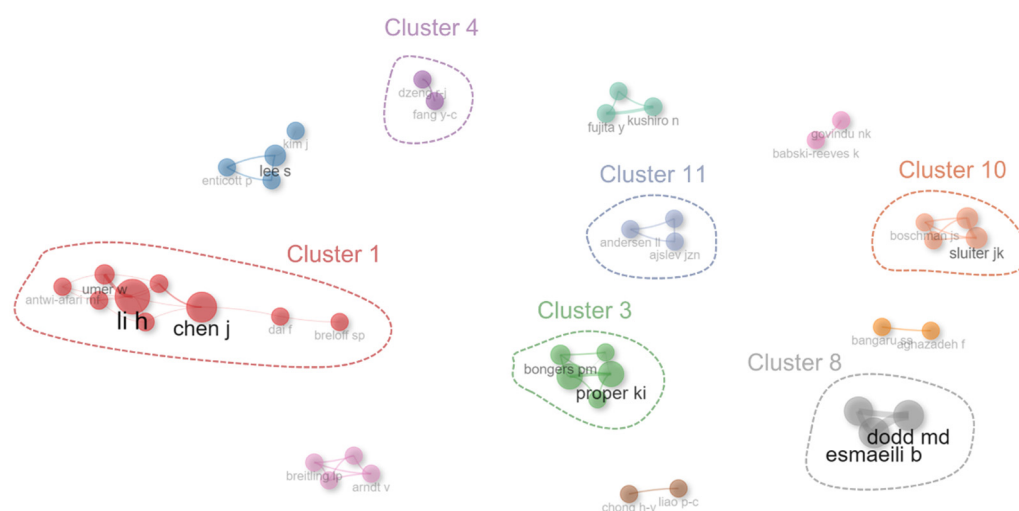 Cluster 4
dzeng r-j
fang y-c
kim j
enticott p
lee s
fujita y
kushiro n
govindu nk
babski-reeves k
Cluster 11
andersen ll
ajslev jzn
Cluster 10
boschman js
sluiter jk
Cluster 1
umer w
antwi-afari mf
li h
chen j
dai f
breloff sp
Cluster 3
bongers pm
proper ki
bangaru ss
aghazadeh f
Cluster 8
dodd md
esmaeili b
breitling lp
arndt v
chong h-y
liao p-c